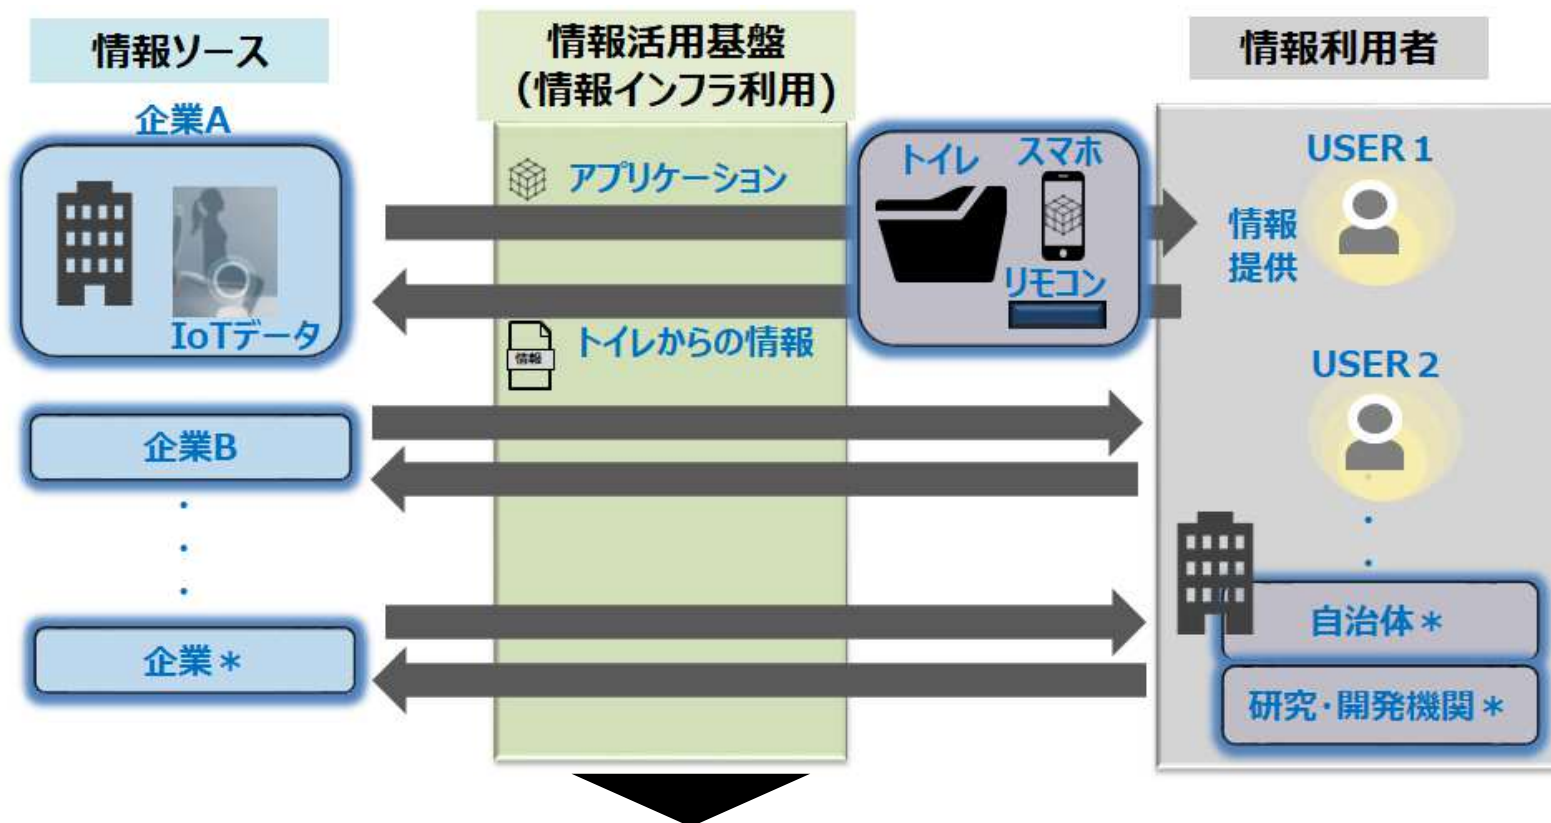 情報ソース
情報活用基盤
(情報インフラ利用)
情報利用者
企業A
IoTデータ
アプリケーション
トイレ
スマホ
リモコン
情報
提供
USER 1
情報
トイレからの情報
USER 2
企業B
・
・
・
・
・
企業＊
自治体＊
研究・開発機関＊